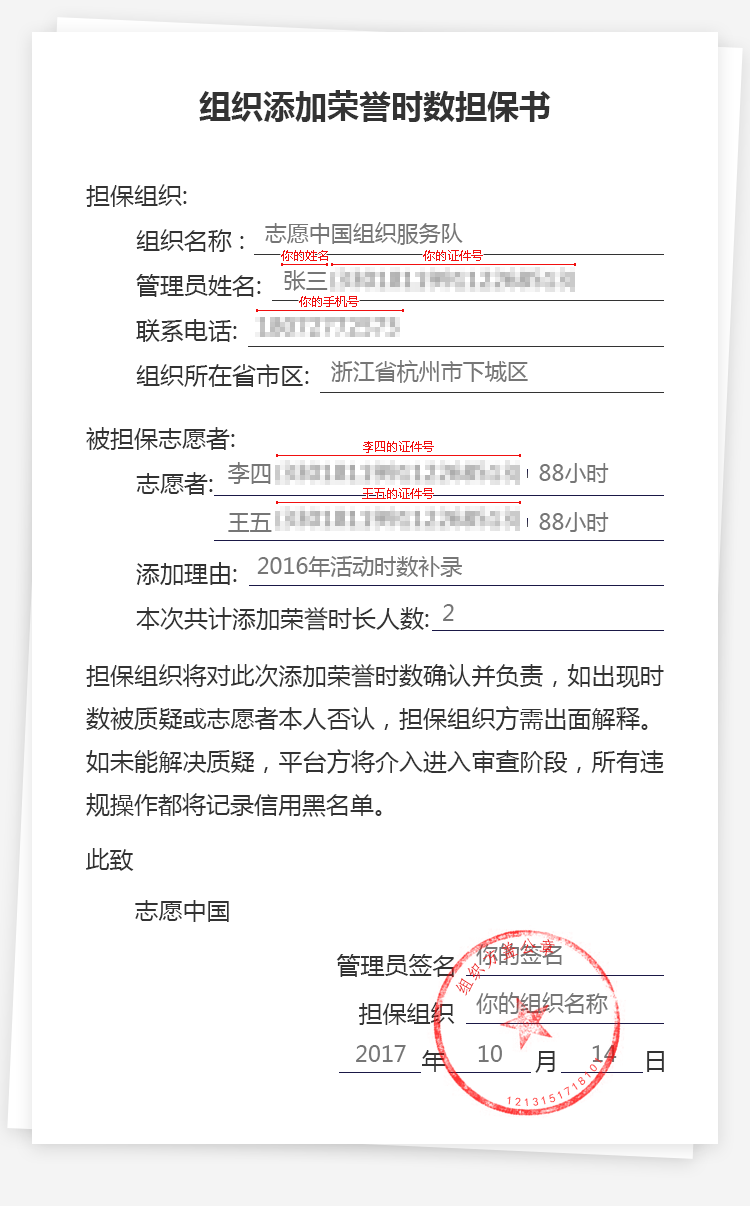 组织添加荣誉时数担保书
担保组织:
组织名称： 志愿中国组织服务队
你的姓名 你的证件号
管理员姓名: 张三
你的手机号
联系电话:
组织所在省市区: 浙江省杭州市下城区
被担保志愿者:
李四的证件号
志愿者: 李四 88小时
王五的证件号
王五 88小时
添加理由: 2016年活动时数补录
本次共计添加荣誉时长人数: 2
担保组织将对此次添加荣誉时数确认并负责，如出现时
数被质疑或志愿者本人否认，担保组织方需出面解释。
如未能解决质疑，平台方将介入进入审查阶段，所有违
规操作都将记录信用黑名单。
此致
志愿中国
管理员签名 你的签名
担保组织 你的组织名称
2017 年 10 月 14 日